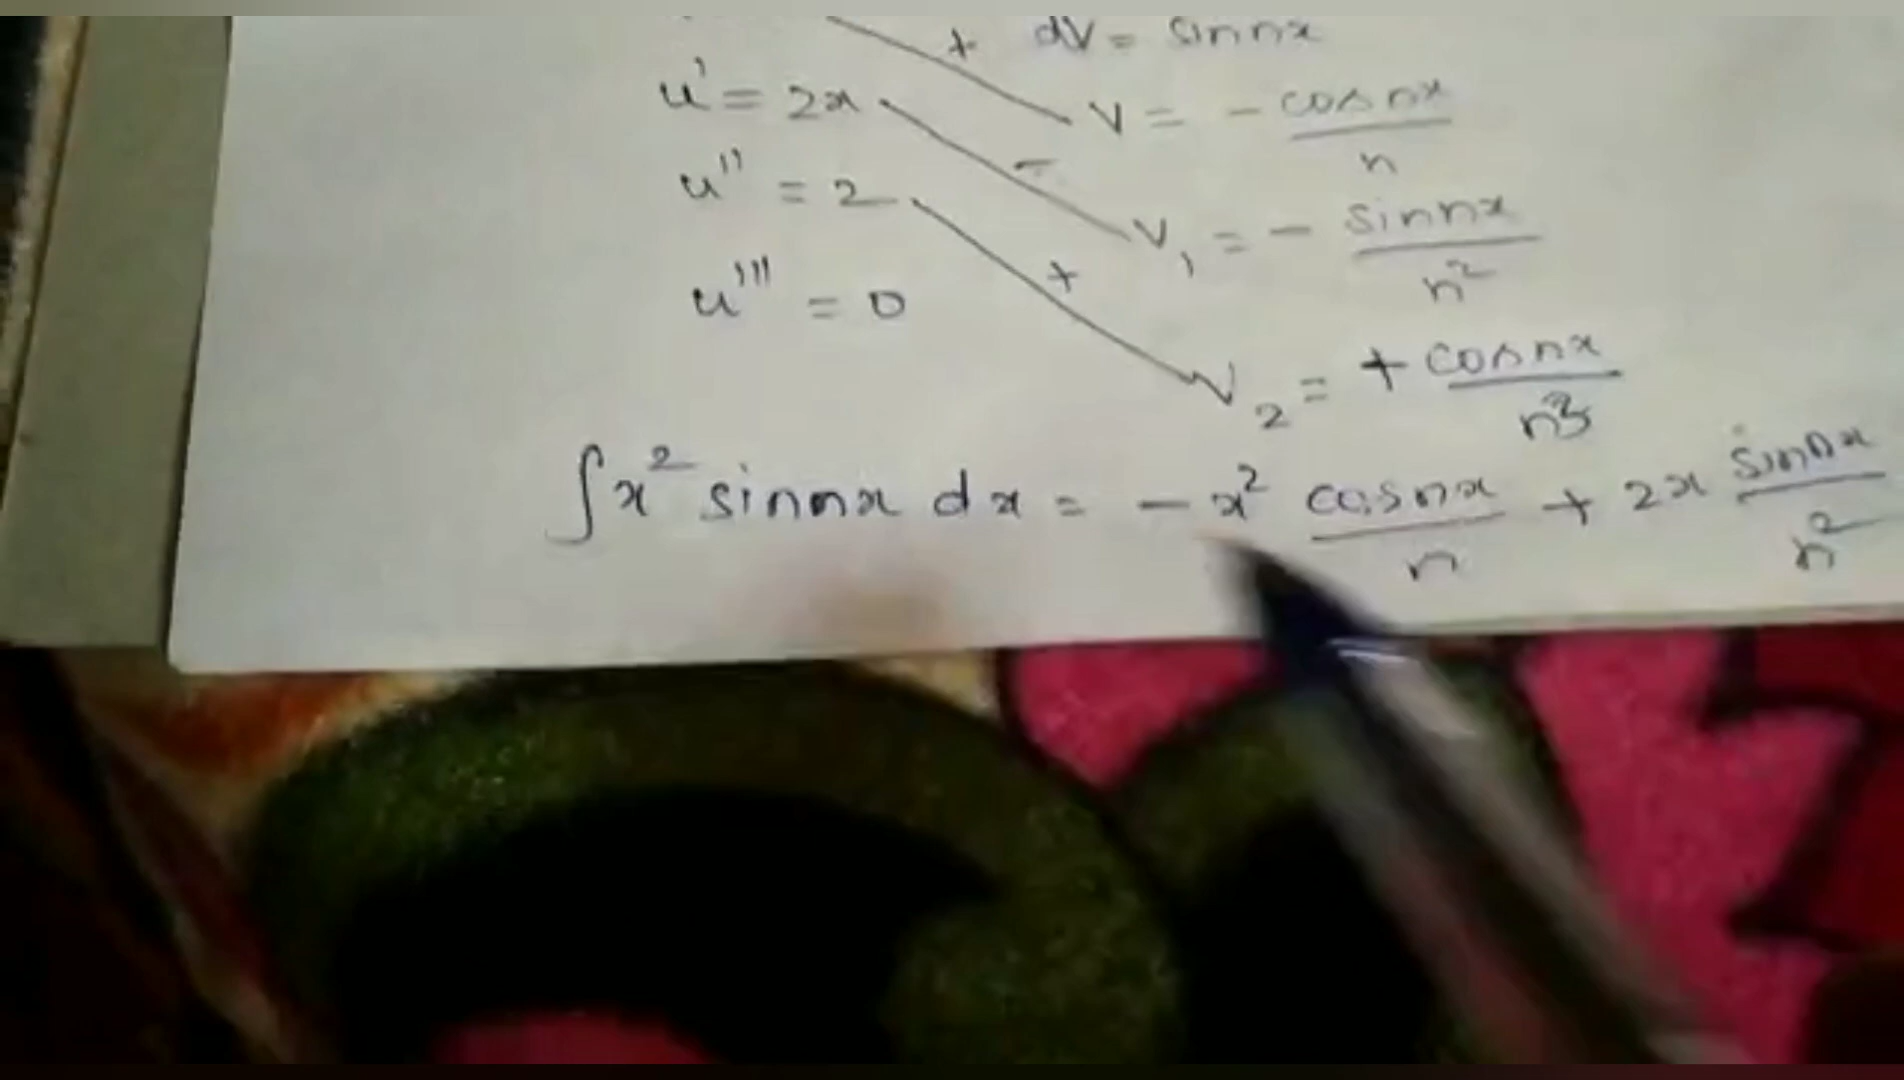 + dv = sinnx
u' = 2x
v = - cosnx / n
-
u'' = 2
v₁ = - sinnx / n²
+
u''' = 0
v₂ = + cosnx / n³
∫x² sinnx dx = - x² cosnx / n + 2x sinnx / n²